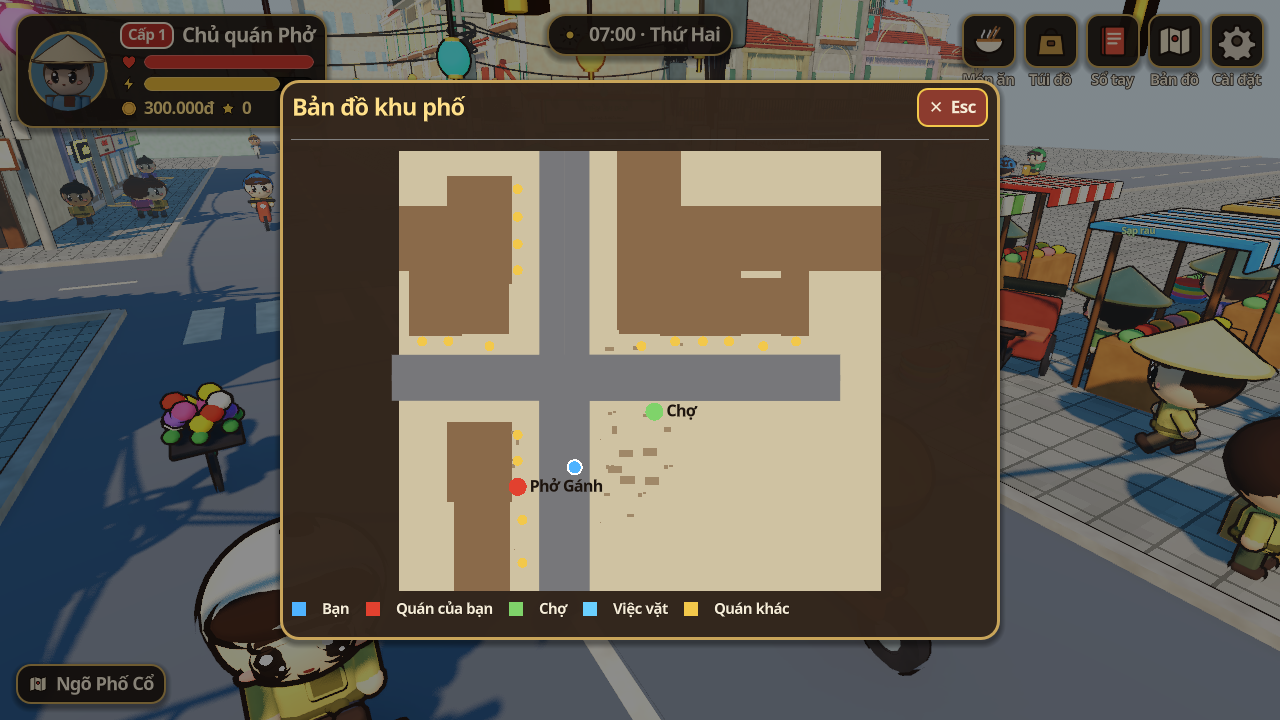 Cấp 1 Chủ quán Phở
300.000đ 0
07:00 · Thứ Hai
Món ăn Túi đồ Sổ tay Bản đồ Cài đặt
Bản đồ khu phố
× Esc
Sạp rau
Chợ
Phở Gánh
Bạn Quán của bạn Chợ Việc vặt Quán khác
Ngõ Phố Cổ